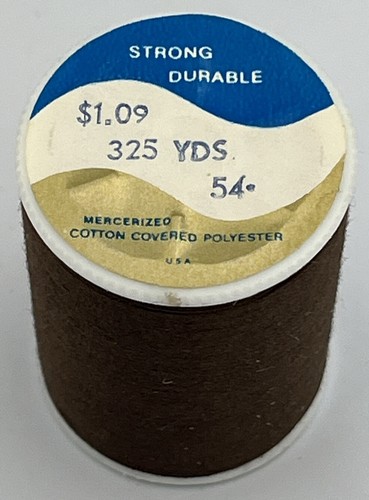 STRONG
DURABLE
$1.09
325 YDS.
54•
MERCERIZED
COTTON COVERED POLYESTER
USA